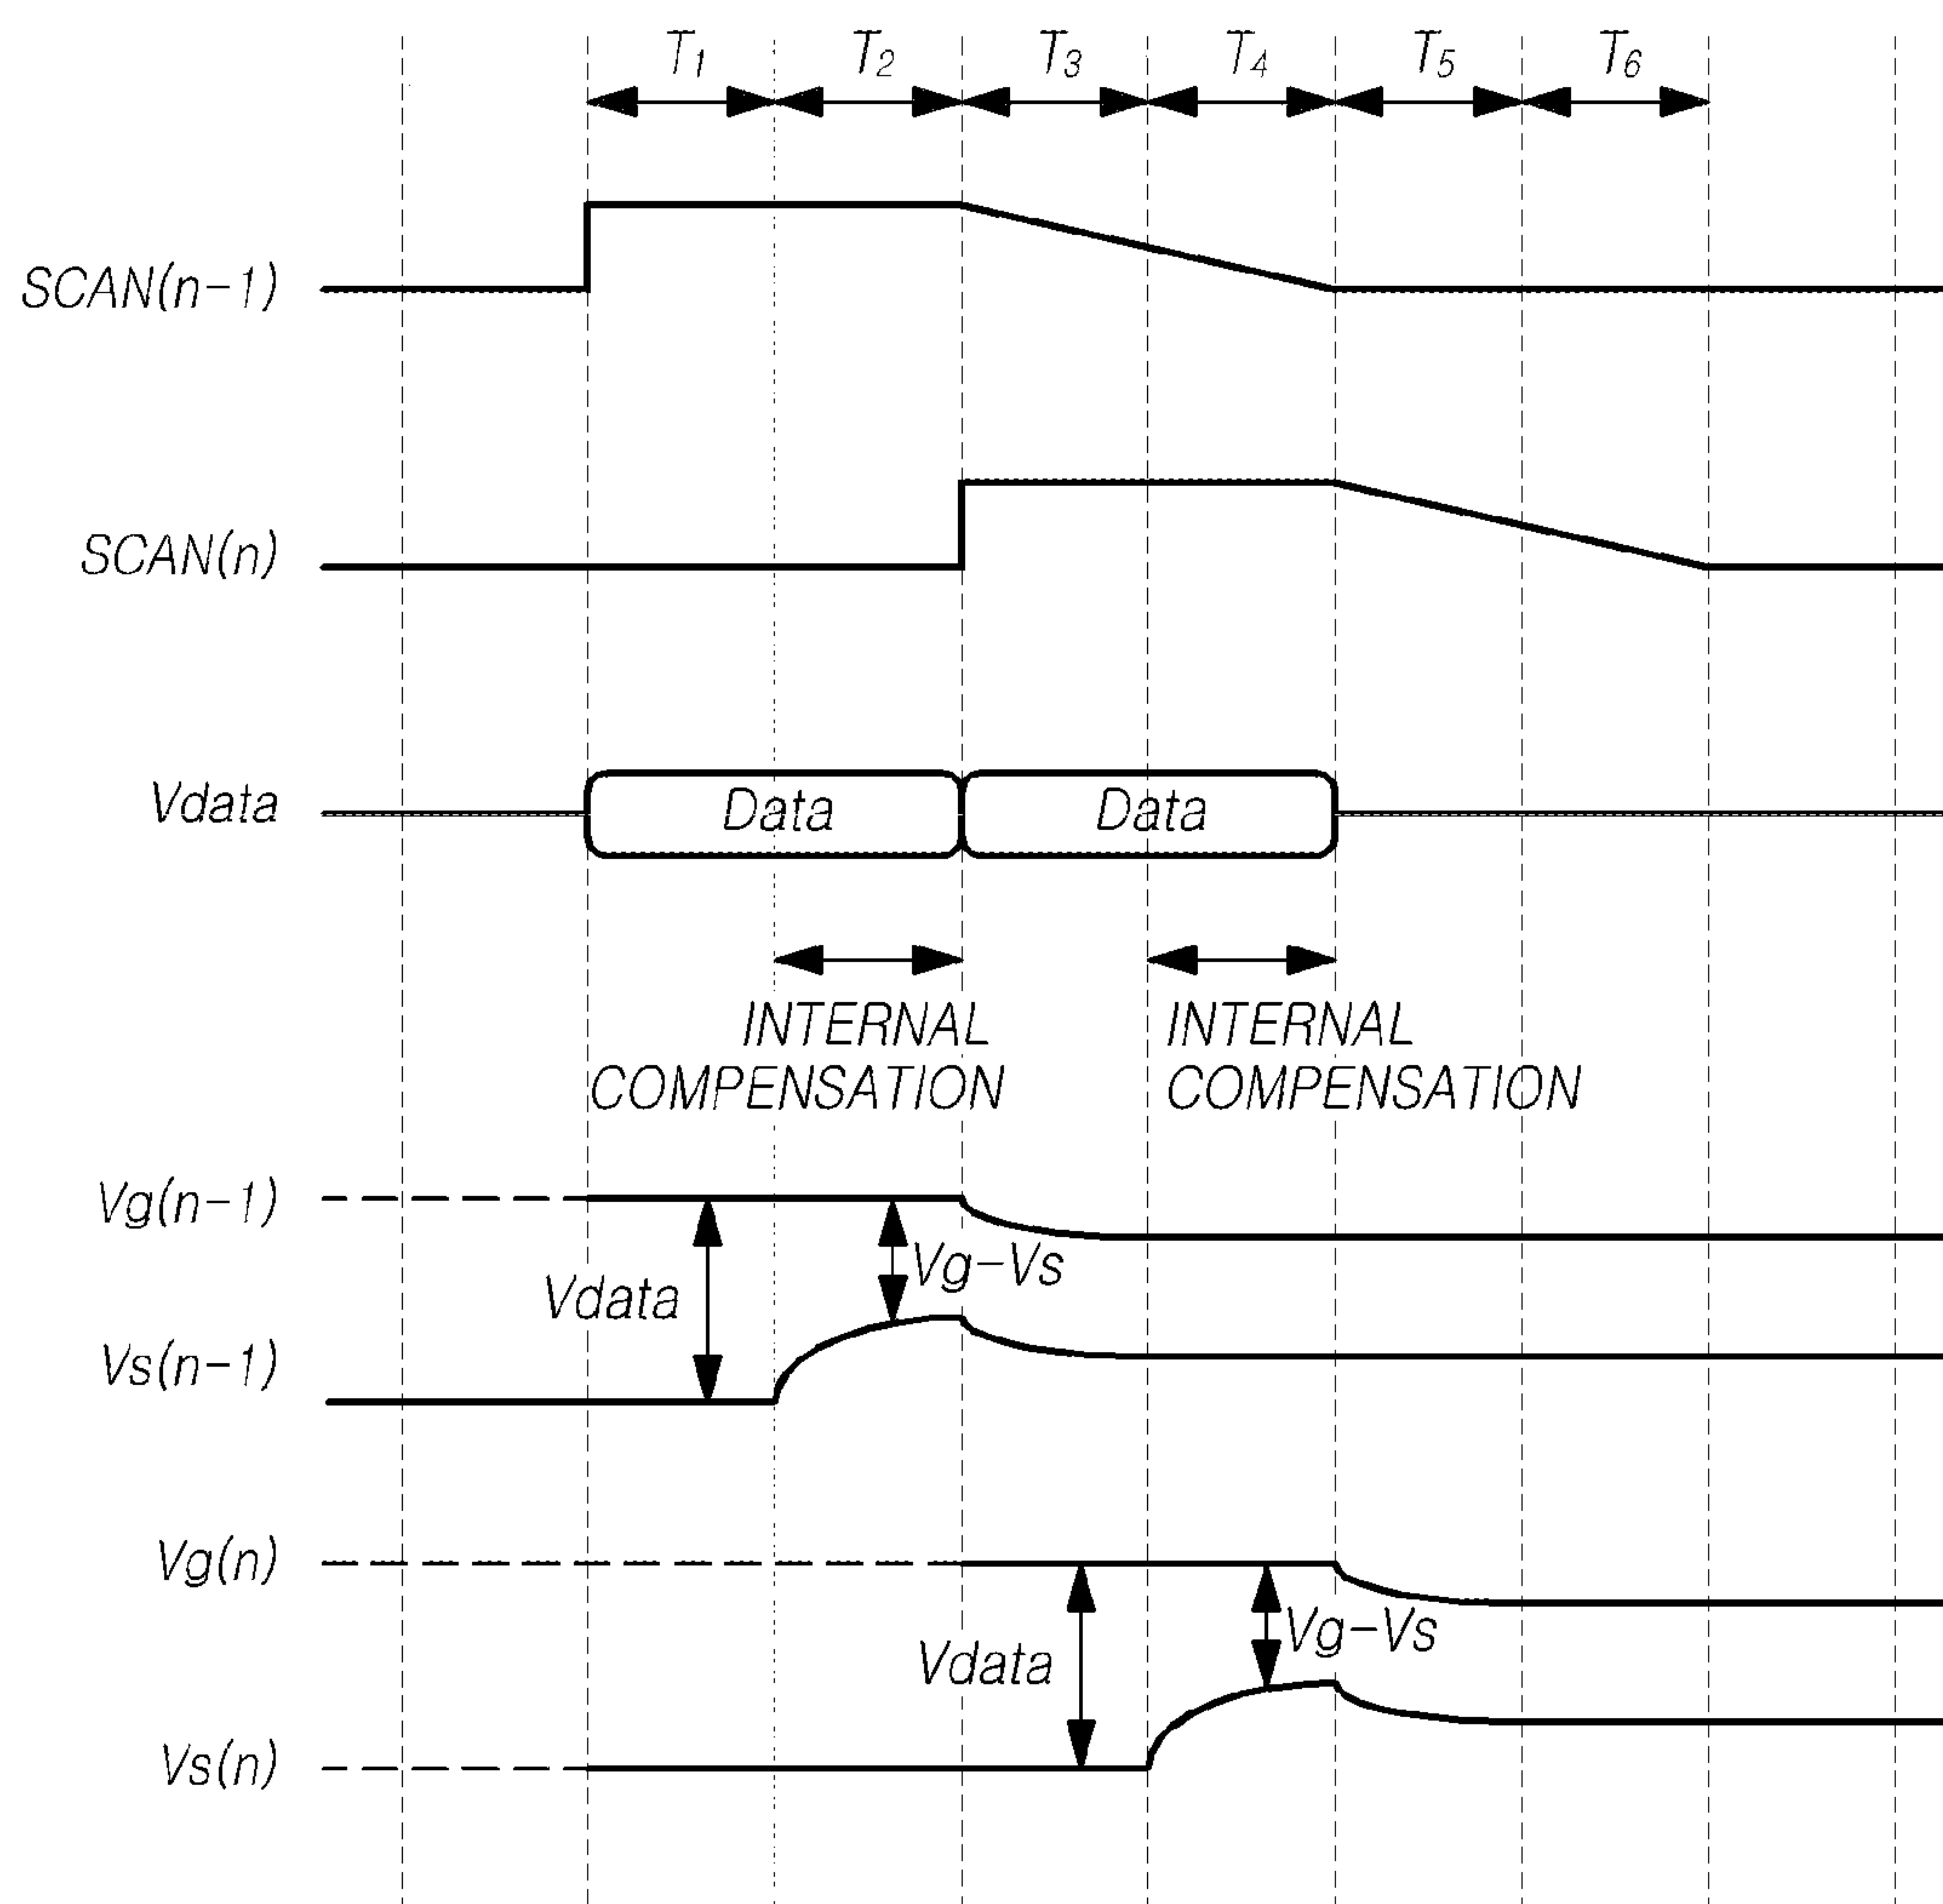 T1 T2 T3 T4 T5 T6
SCAN(n-1)
SCAN(n)
Vdata
Data Data
INTERNAL COMPENSATION
INTERNAL COMPENSATION
Vg(n-1)
Vg-Vs
Vdata
Vs(n-1)
Vg(n)
Vg-Vs
Vdata
Vs(n)